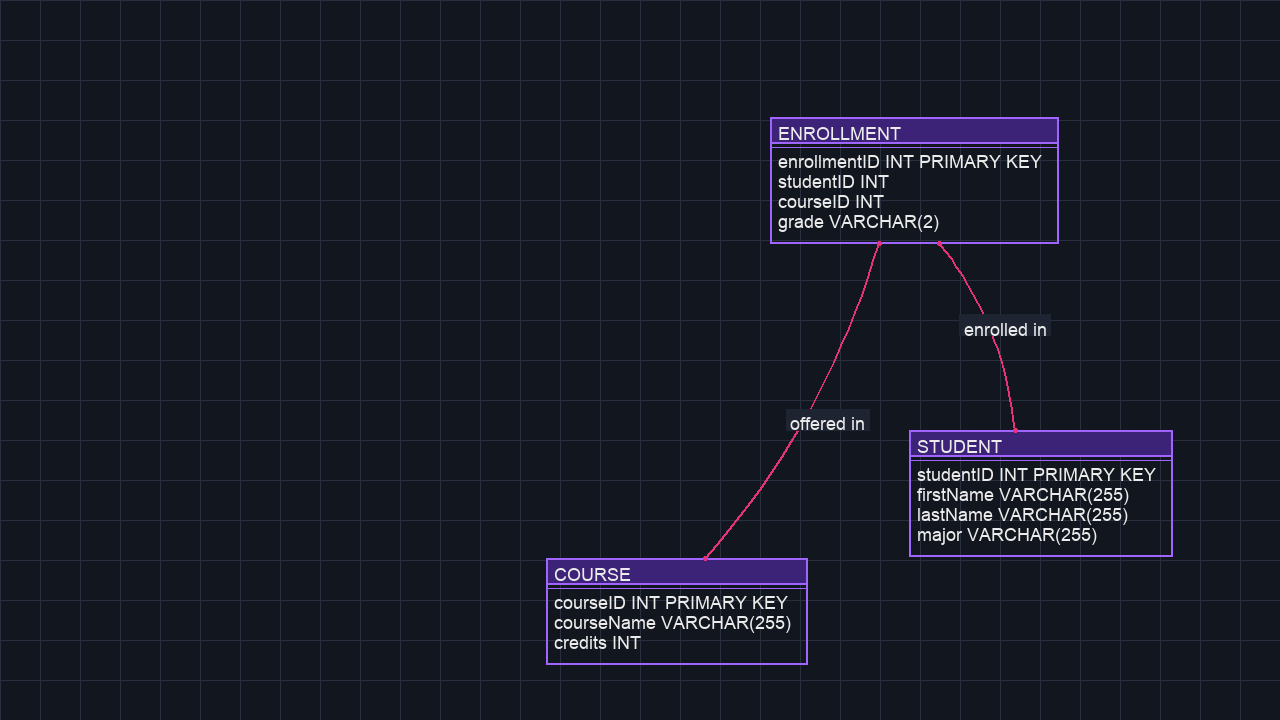 ENROLLMENT
enrollmentID INT PRIMARY KEY
studentID INT
courseID INT
grade VARCHAR(2)
enrolled in
offered in
STUDENT
studentID INT PRIMARY KEY
firstName VARCHAR(255)
lastName VARCHAR(255)
major VARCHAR(255)
COURSE
courseID INT PRIMARY KEY
courseName VARCHAR(255)
credits INT